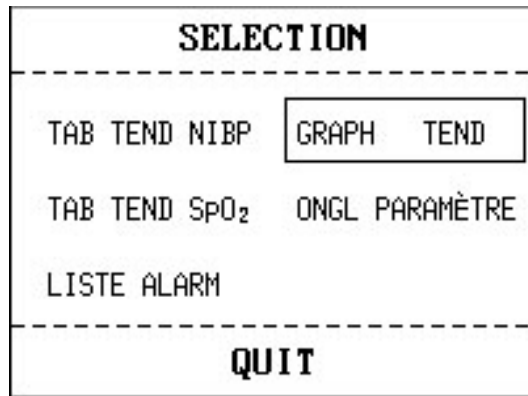 SELECTION
TAB TEND NIBP GRAPH TEND
TAB TEND SpO₂ ONGL PARAMÈTRE
LISTE ALARM
QUIT